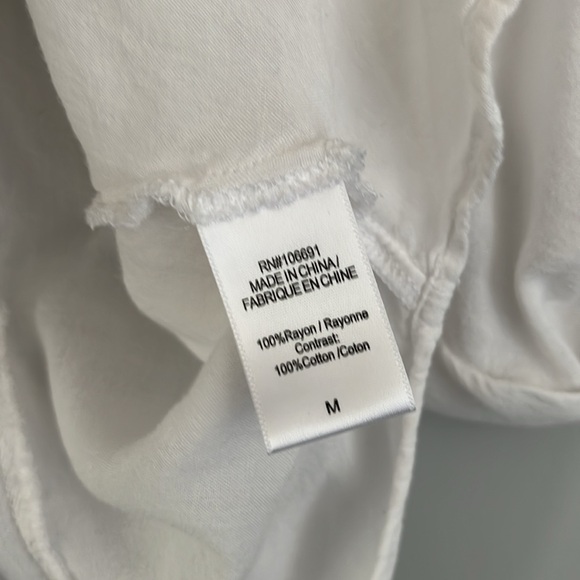 RN#106691
MADE IN CHINA/
FABRIQUE EN CHINE
100%Rayon / Rayonne
Contrast:
100%Cotton /Coton
M